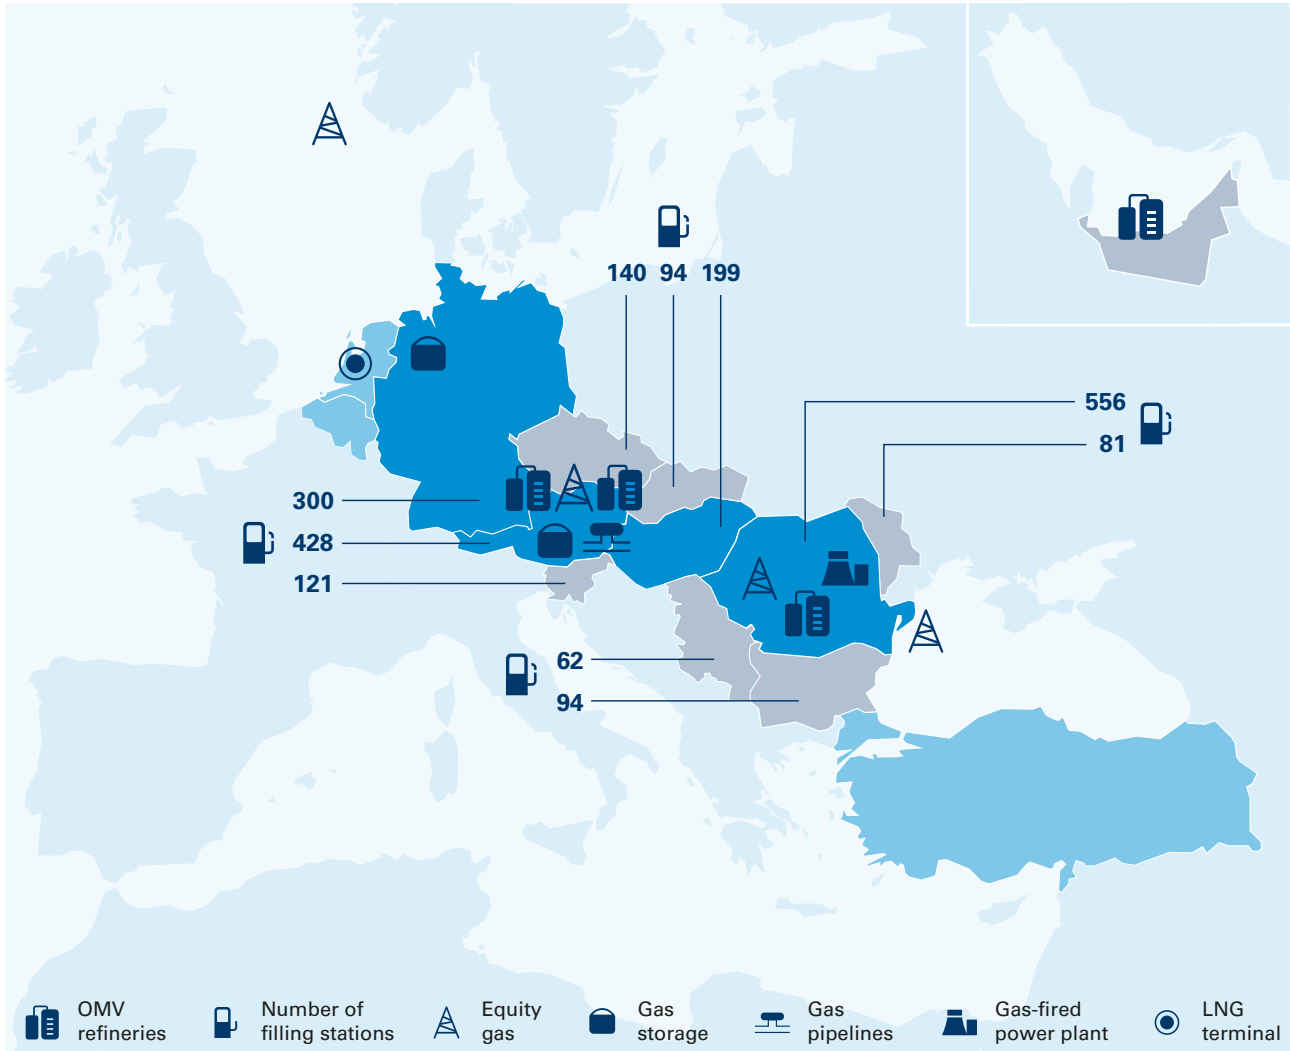 140 94 199
556
81
300
428
121
62
94
OMV
refineries
Number of
filling stations
Equity
gas
Gas
storage
Gas
pipelines
Gas-fired
power plant
LNG
terminal